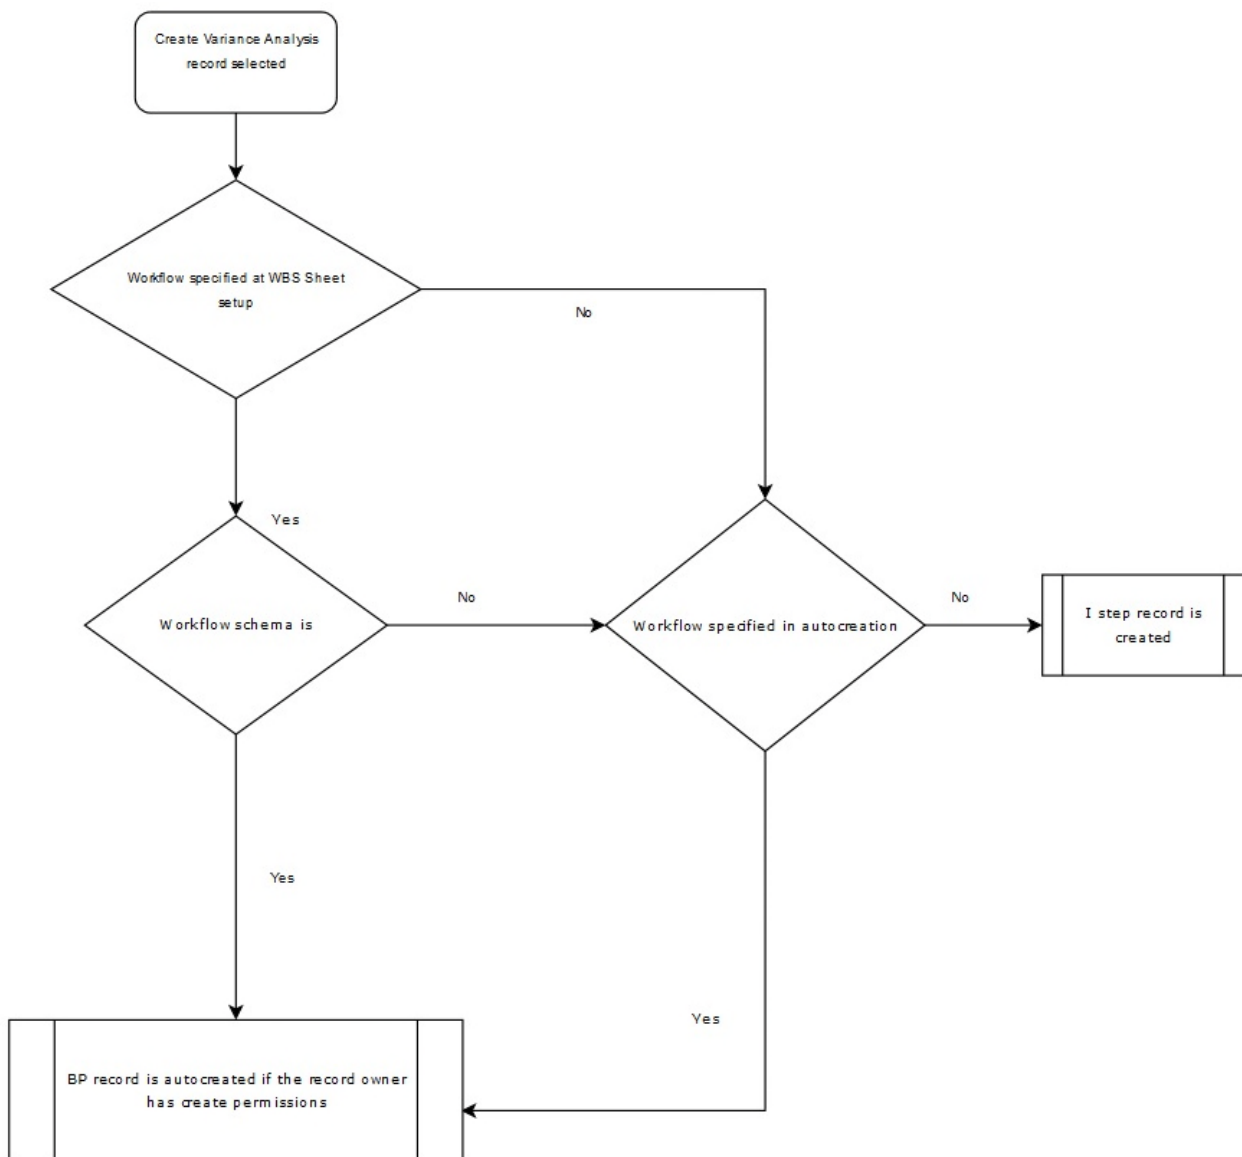 Create Variance Analysis
record selected
Workflow specified at WBS Sheet
setup
No
Yes
Workflow schema is
No
Workflow specified in autocreation
No
I step record is
created
Yes
Yes
BP record is autocreated if the record owner
has create permissions